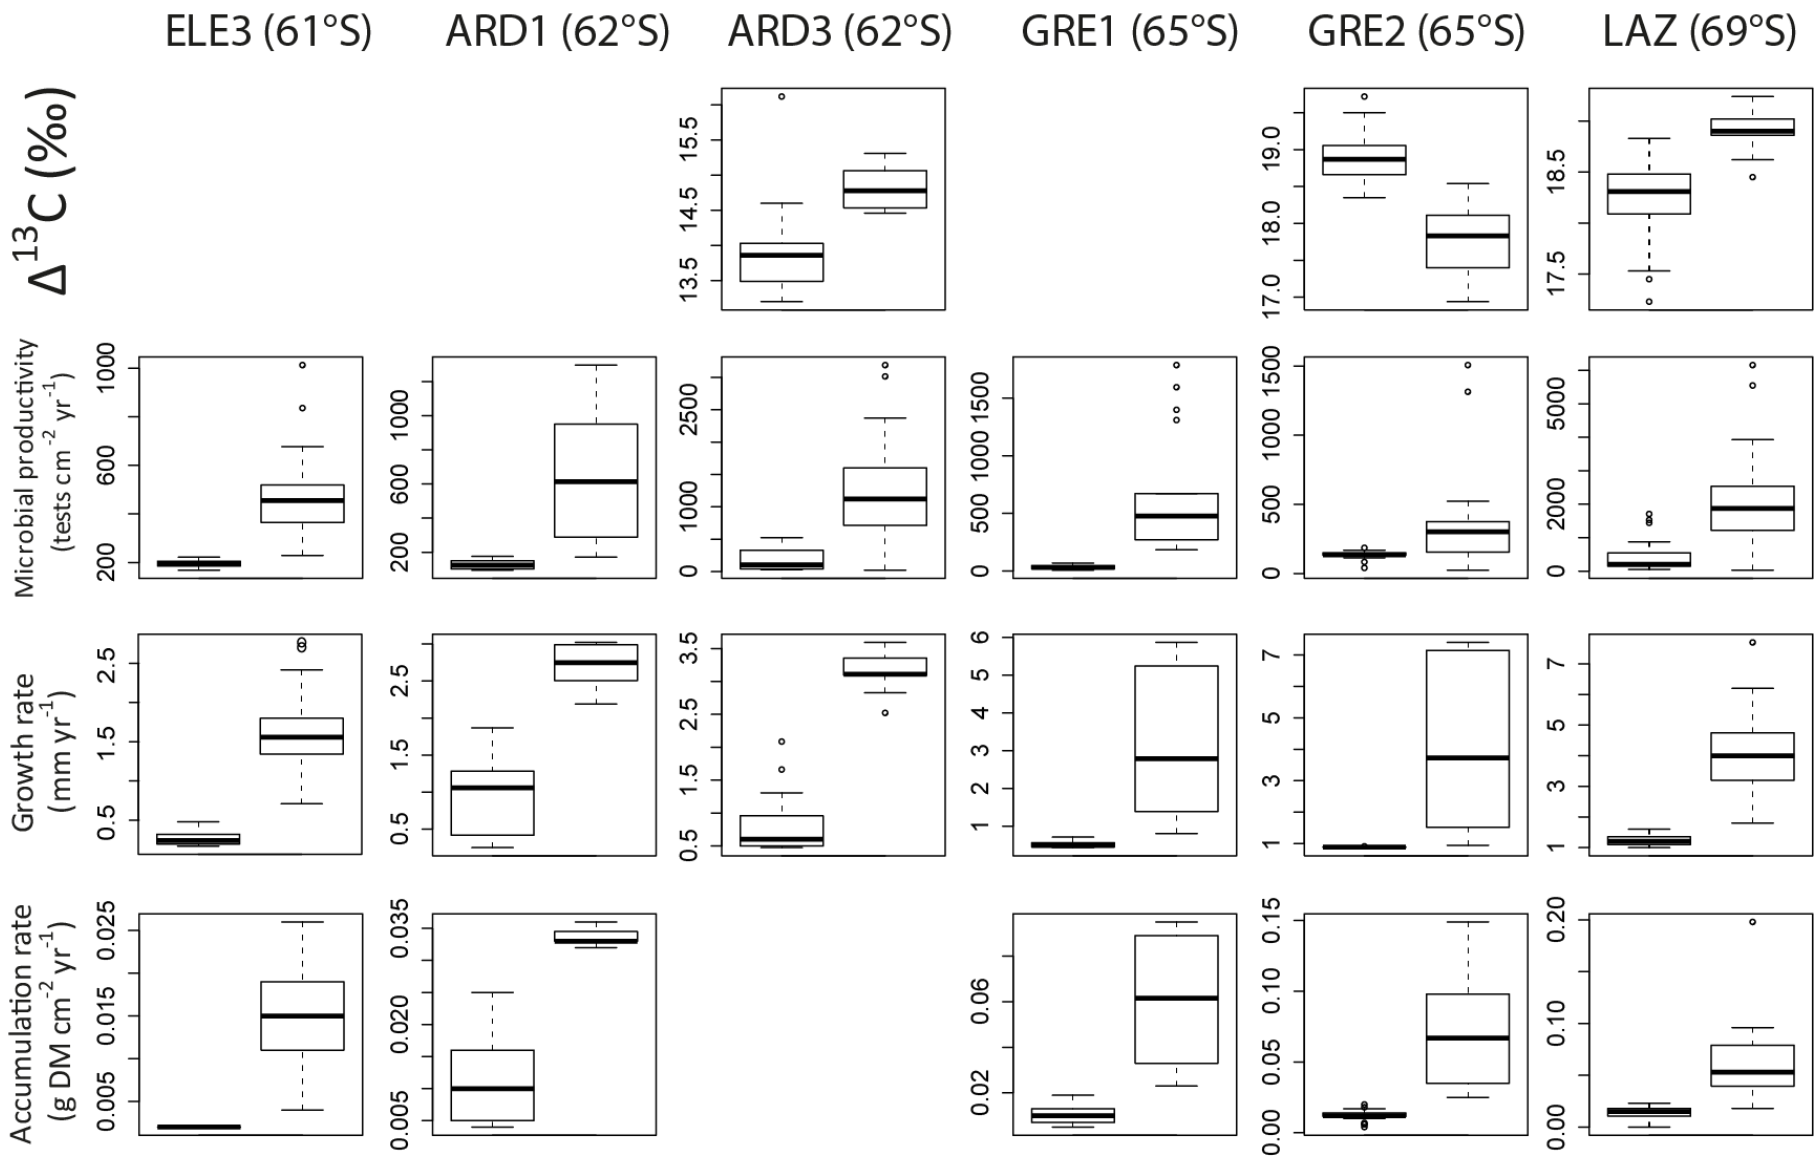 ELE3 (61°S) ARD1 (62°S) ARD3 (62°S) GRE1 (65°S) GRE2 (65°S) LAZ (69°S)
Δ¹³C (‰)
13.5 14.5 15.5
17.0 18.0 19.0
17.5 18.5
Microbial productivity
(tests cm⁻² yr⁻¹)
200 600 1000
200 600 1000
0 1000 2500
0 500 1000 1500
0 500 1000 1500
0 2000 5000
Growth rate
(mm yr⁻¹)
0.5 1.5 2.5
0.5 1.5 2.5
0.5 1.5 2.5 3.5
1 2 3 4 5 6
1 3 5 7
1 3 5 7
Accumulation rate
(g DM cm⁻² yr⁻¹)
0.005 0.015 0.025
0.005 0.020 0.035
0.02 0.06
0.00 0.05 0.10 0.15
0.00 0.10 0.20